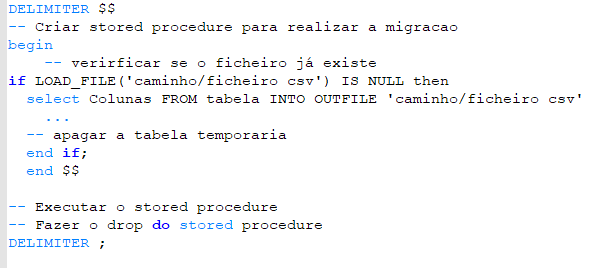 DELIMITER $$
-- Criar stored procedure para realizar a migracao
begin
-- verirficar se o ficheiro já existe
if LOAD_FILE('caminho/ficheiro csv') IS NULL then
select Colunas FROM tabela INTO OUTFILE 'caminho/ficheiro csv'
...
-- apagar a tabela temporaria
end if;
end $$
-- Executar o stored procedure
-- Fazer o drop do stored procedure
DELIMITER ;